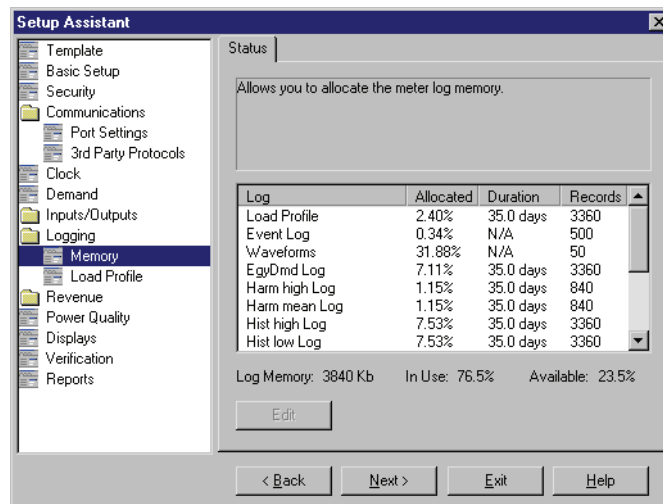 Setup Assistant
Template
Basic Setup
Security
Communications
Port Settings
3rd Party Protocols
Clock
Demand
Inputs/Outputs
Logging
Memory
Load Profile
Revenue
Power Quality
Displays
Verification
Reports
Status
Allows you to allocate the meter log memory.
Log Allocated Duration Records
Load Profile 2.40% 35.0 days 3360
Event Log 0.34% N/A 500
Waveforms 31.88% N/A 50
EgyDmd Log 7.11% 35.0 days 3360
Harm high Log 1.15% 35.0 days 840
Harm mean Log 1.15% 35.0 days 840
Hist high Log 7.53% 35.0 days 3360
Hist low Log 7.53% 35.0 days 3360
Log Memory: 3840 Kb In Use: 76.5% Available: 23.5%
Edit
< Back Next > Exit Help